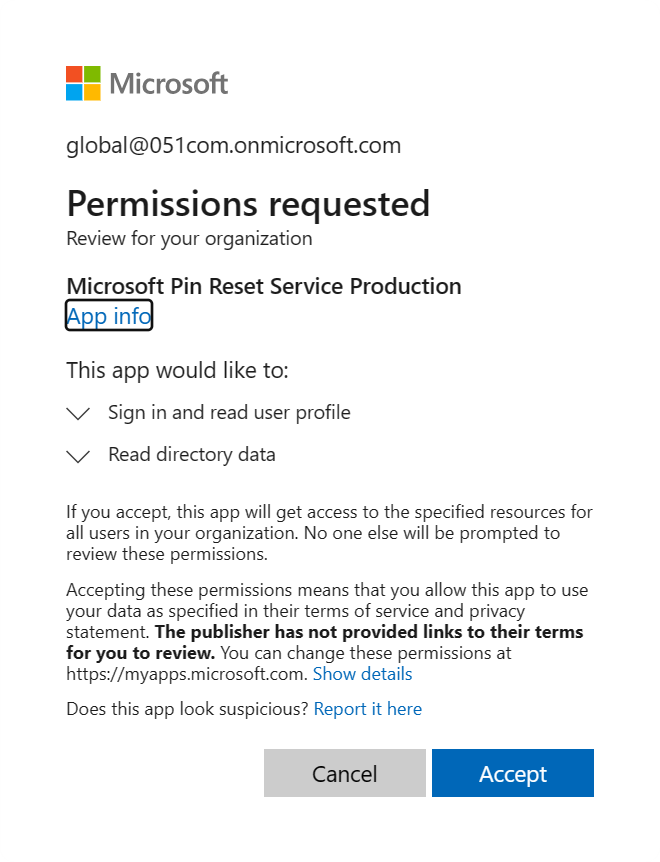 Microsoft
global@051com.onmicrosoft.com
Permissions requested
Review for your organization
Microsoft Pin Reset Service Production
App info
This app would like to:
Sign in and read user profile
Read directory data
If you accept, this app will get access to the specified resources for
all users in your organization. No one else will be prompted to
review these permissions.
Accepting these permissions means that you allow this app to use
your data as specified in their terms of service and privacy
statement. The publisher has not provided links to their terms
for you to review. You can change these permissions at
https://myapps.microsoft.com. Show details
Does this app look suspicious? Report it here
Cancel Accept